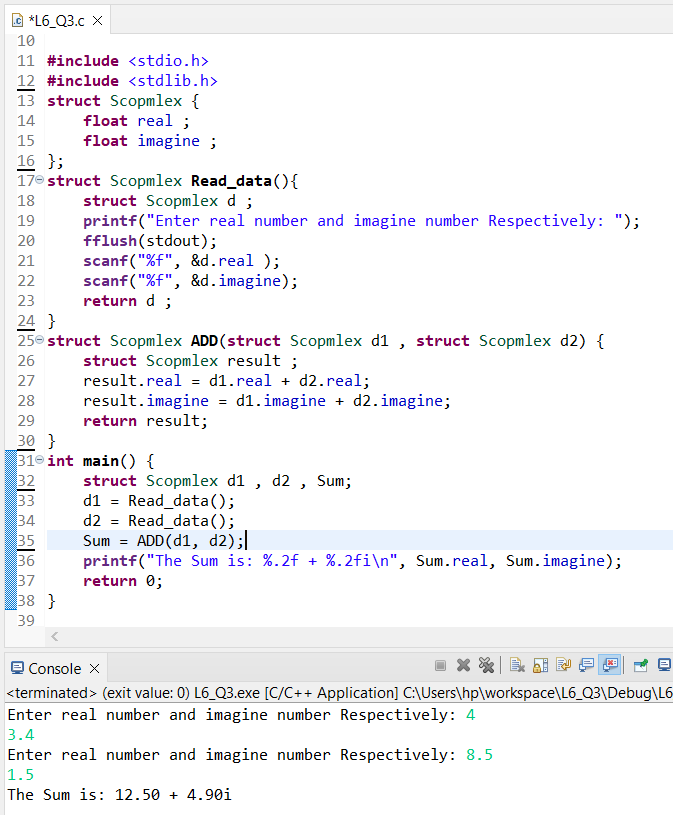 *L6_Q3.c
10
11 #include <stdio.h>
12 #include <stdlib.h>
13 struct Scopmlex {
14     float real ;
15     float imagine ;
16 };
17 struct Scopmlex Read_data(){
18     struct Scopmlex d ;
19     printf("Enter real number and imagine number Respectively: ");
20     fflush(stdout);
21     scanf("%f", &d.real );
22     scanf("%f", &d.imagine);
23     return d ;
24 }
25 struct Scopmlex ADD(struct Scopmlex d1 , struct Scopmlex d2) {
26     struct Scopmlex result ;
27     result.real = d1.real + d2.real;
28     result.imagine = d1.imagine + d2.imagine;
29     return result;
30 }
31 int main() {
32     struct Scopmlex d1 , d2 , Sum;
33     d1 = Read_data();
34     d2 = Read_data();
35     Sum = ADD(d1, d2);
36     printf("The Sum is: %.2f + %.2fi\n", Sum.real, Sum.imagine);
37     return 0;
38 }
39
Console
<terminated> (exit value: 0) L6_Q3.exe [C/C++ Application] C:\Users\hp\workspace\L6_Q3\Debug\L6
Enter real number and imagine number Respectively: 4
3.4
Enter real number and imagine number Respectively: 8.5
1.5
The Sum is: 12.50 + 4.90i